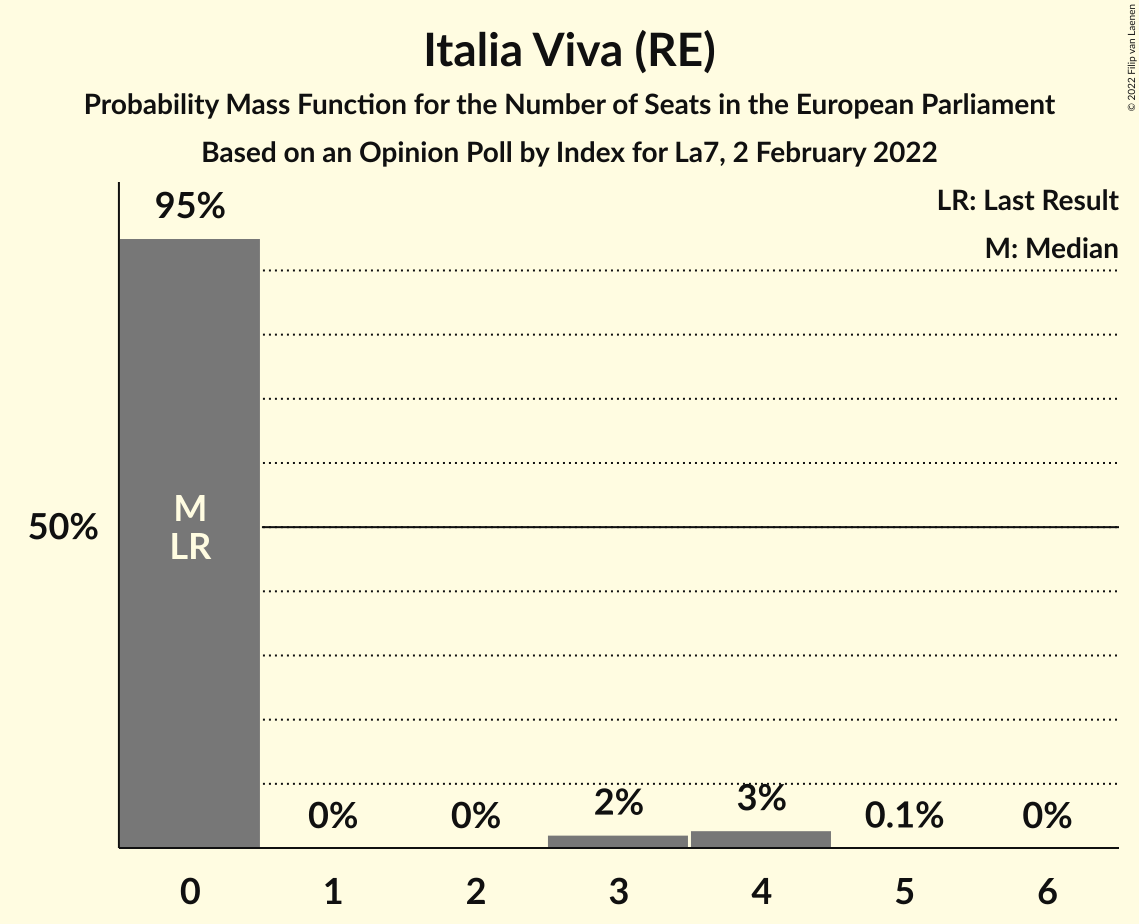 Italia Viva (RE)
Probability Mass Function for the Number of Seats in the European Parliament
Based on an Opinion Poll by Index for La7, 2 February 2022
© 2022 Filip van Laenen
LR: Last Result
M: Median
95%
M
LR
50%
0%
0%
2%
3%
0.1%
0%
0
1
2
3
4
5
6